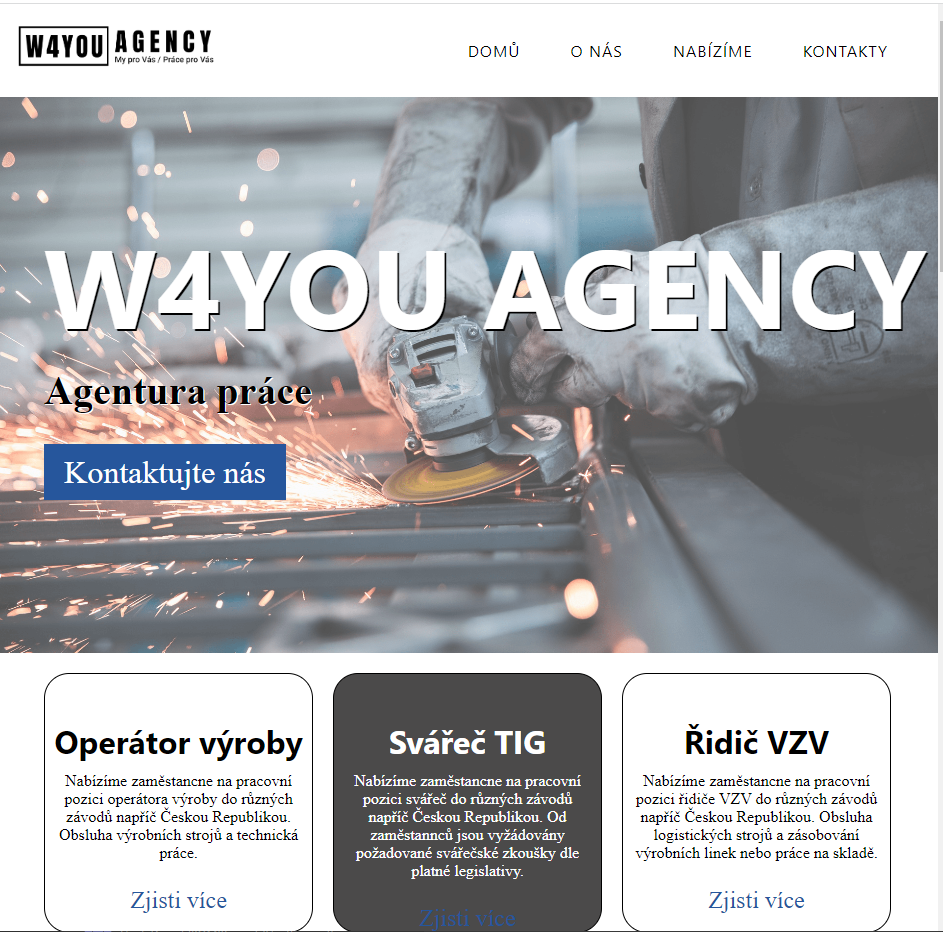 W4YOU AGENCY
My pro Vás / Práce pro Vás
DOMŮ
O NÁS
NABÍZÍME
KONTAKTY
W4YOU AGENCY
Agentura práce
Kontaktujte nás
Operátor výroby
Nabízíme zaměstancne na pracovní
pozici operátora výroby do různých
závodů napříč Českou Republikou.
Obsluha výrobních strojů a technická
práce.
Zjisti více
Svářeč TIG
Nabízíme zaměstancne na pracovní
pozici svářeč do různých závodů
napříč Českou Republikou. Od
zaměstannců jsou vyžádovány
požadované svářečské zkoušky dle
platné legislativy.
Zjisti více
Řidič VZV
Nabízíme zaměstancne na pracovní
pozici řidiče VZV do různých závodů
napříč Českou Republikou. Obsluha
logistických strojů a zásobování
výrobních linek nebo práce na skladě.
Zjisti více